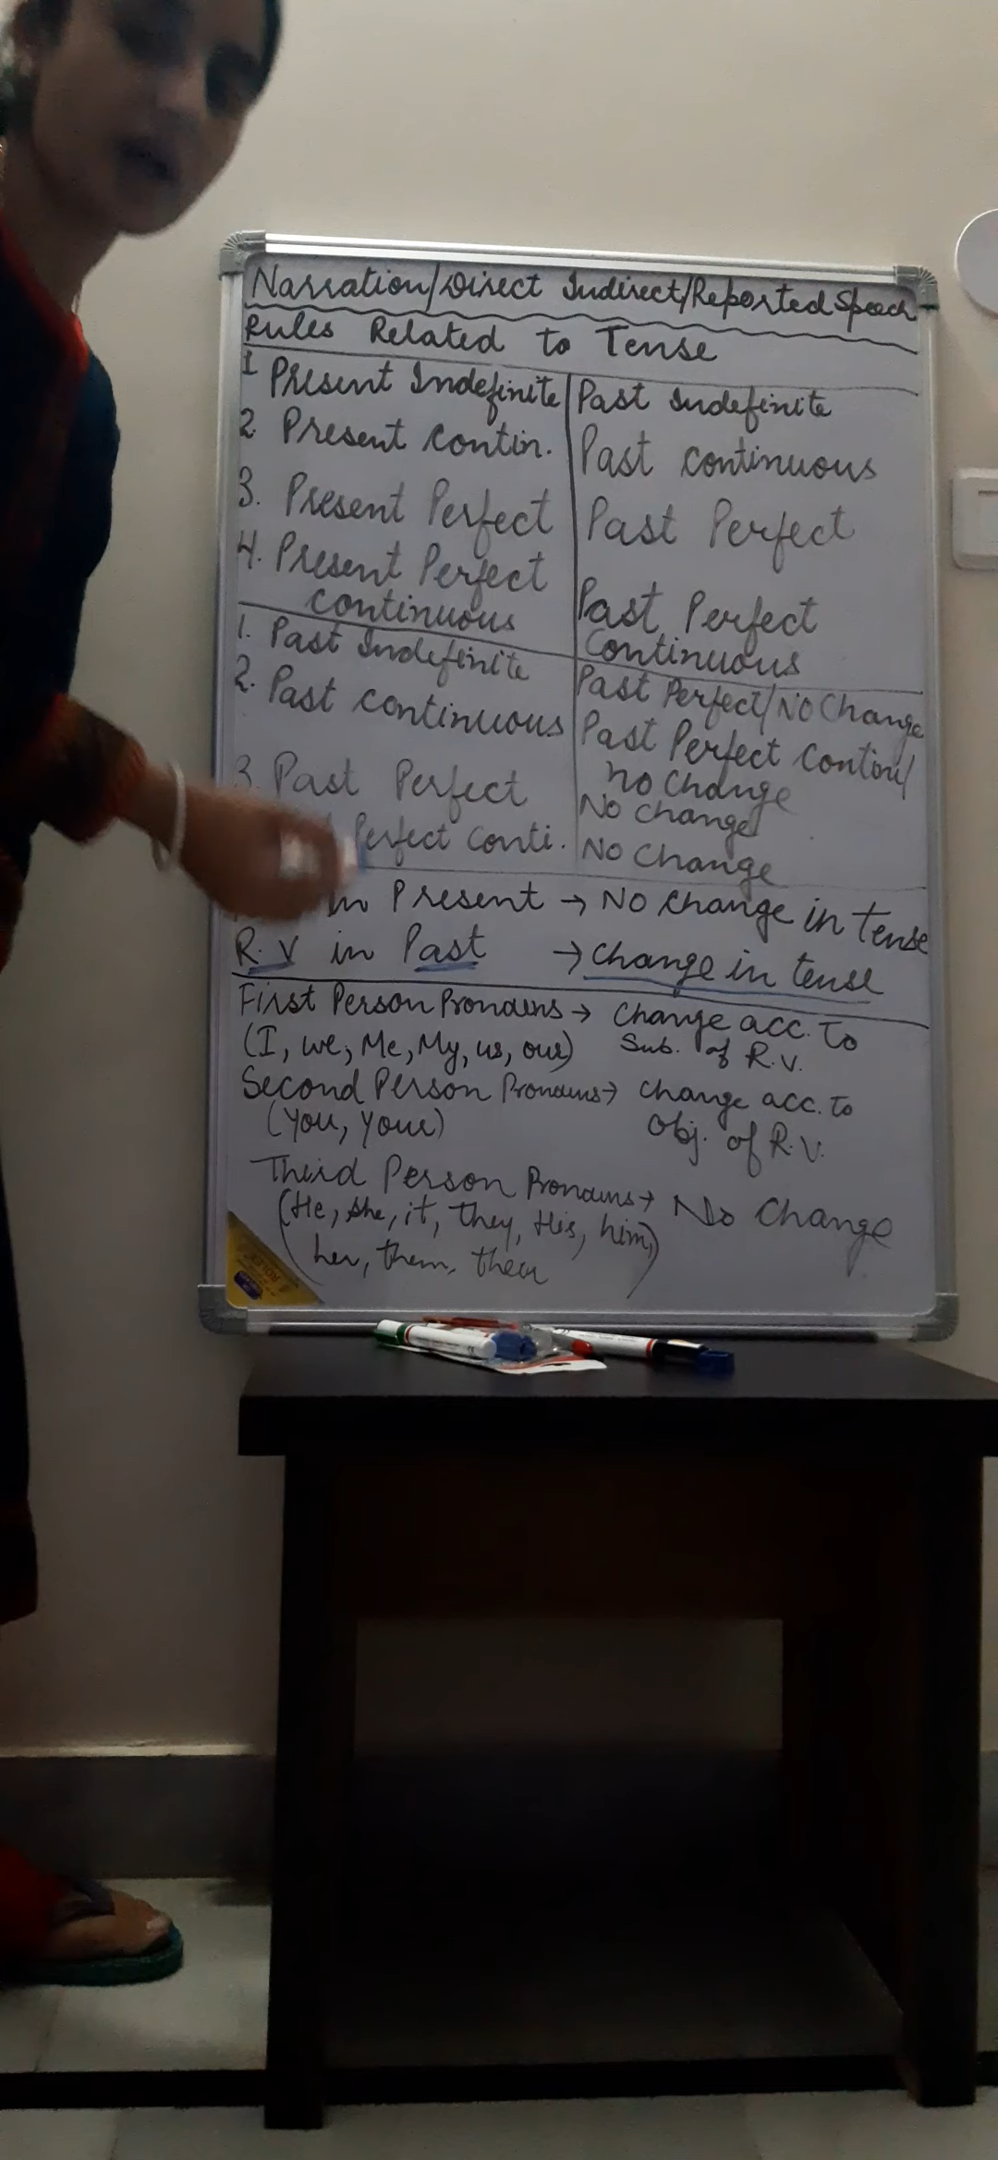 Narration/Direct Indirect/Reported Speech
Rules Related to Tense
1 Present Indefinite | Past Indefinite
2 Present contin. Past continuous
3. Present Perfect Past Perfect
4. Present Perfect continuous Past Perfect Continuous
1. Past Indefinite Past Perfect/No Change
2. Past continuous Past Perfect contion/ no Change
3. Past Perfect No change
Perfect conti. No Change
in Present → No change in tense
R.V in Past → Change in tense
First Person Pronouns → Change acc. To
(I, we, Me, My, us, our) Sub. of R.V.
Second Person Pronouns → Change acc. To
(You, Your) Obj. of R.V.
Third Person Pronouns → No Change
(He, she, it, They, His, him,
her, them, their)